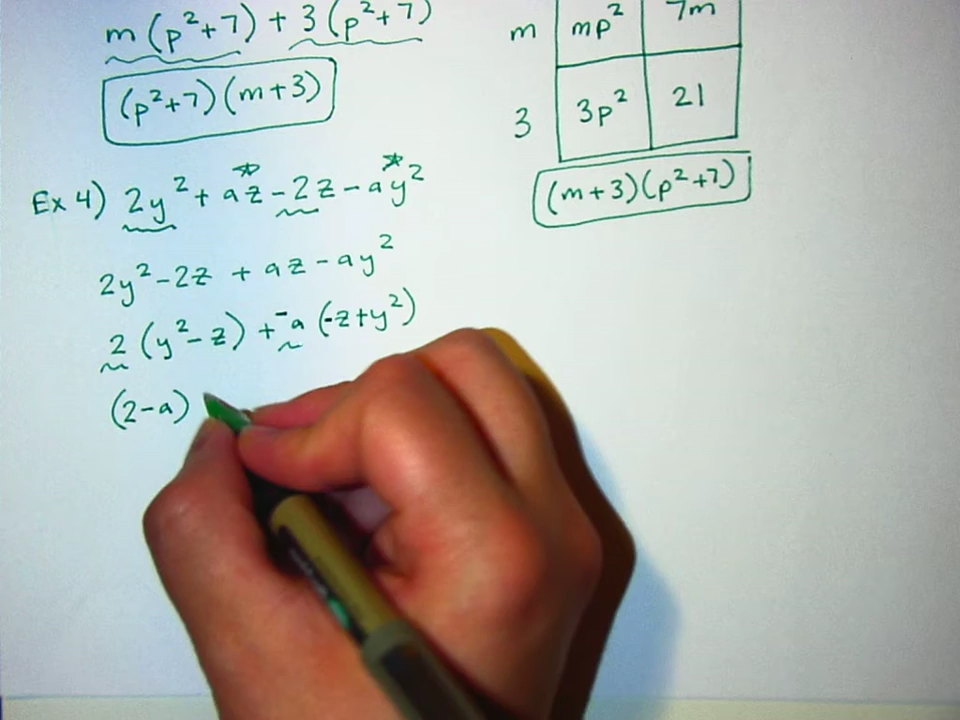 m(p²+7) + 3(p²+7)
(p²+7)(m+3)
m mp² 7m
3 3p² 21
(m+3)(p²+7)
Ex 4) 2y² + az - 2z - ay²
2y² - 2z + az - ay²
2(y² - z) + -a(-z + y²)
(2-a)